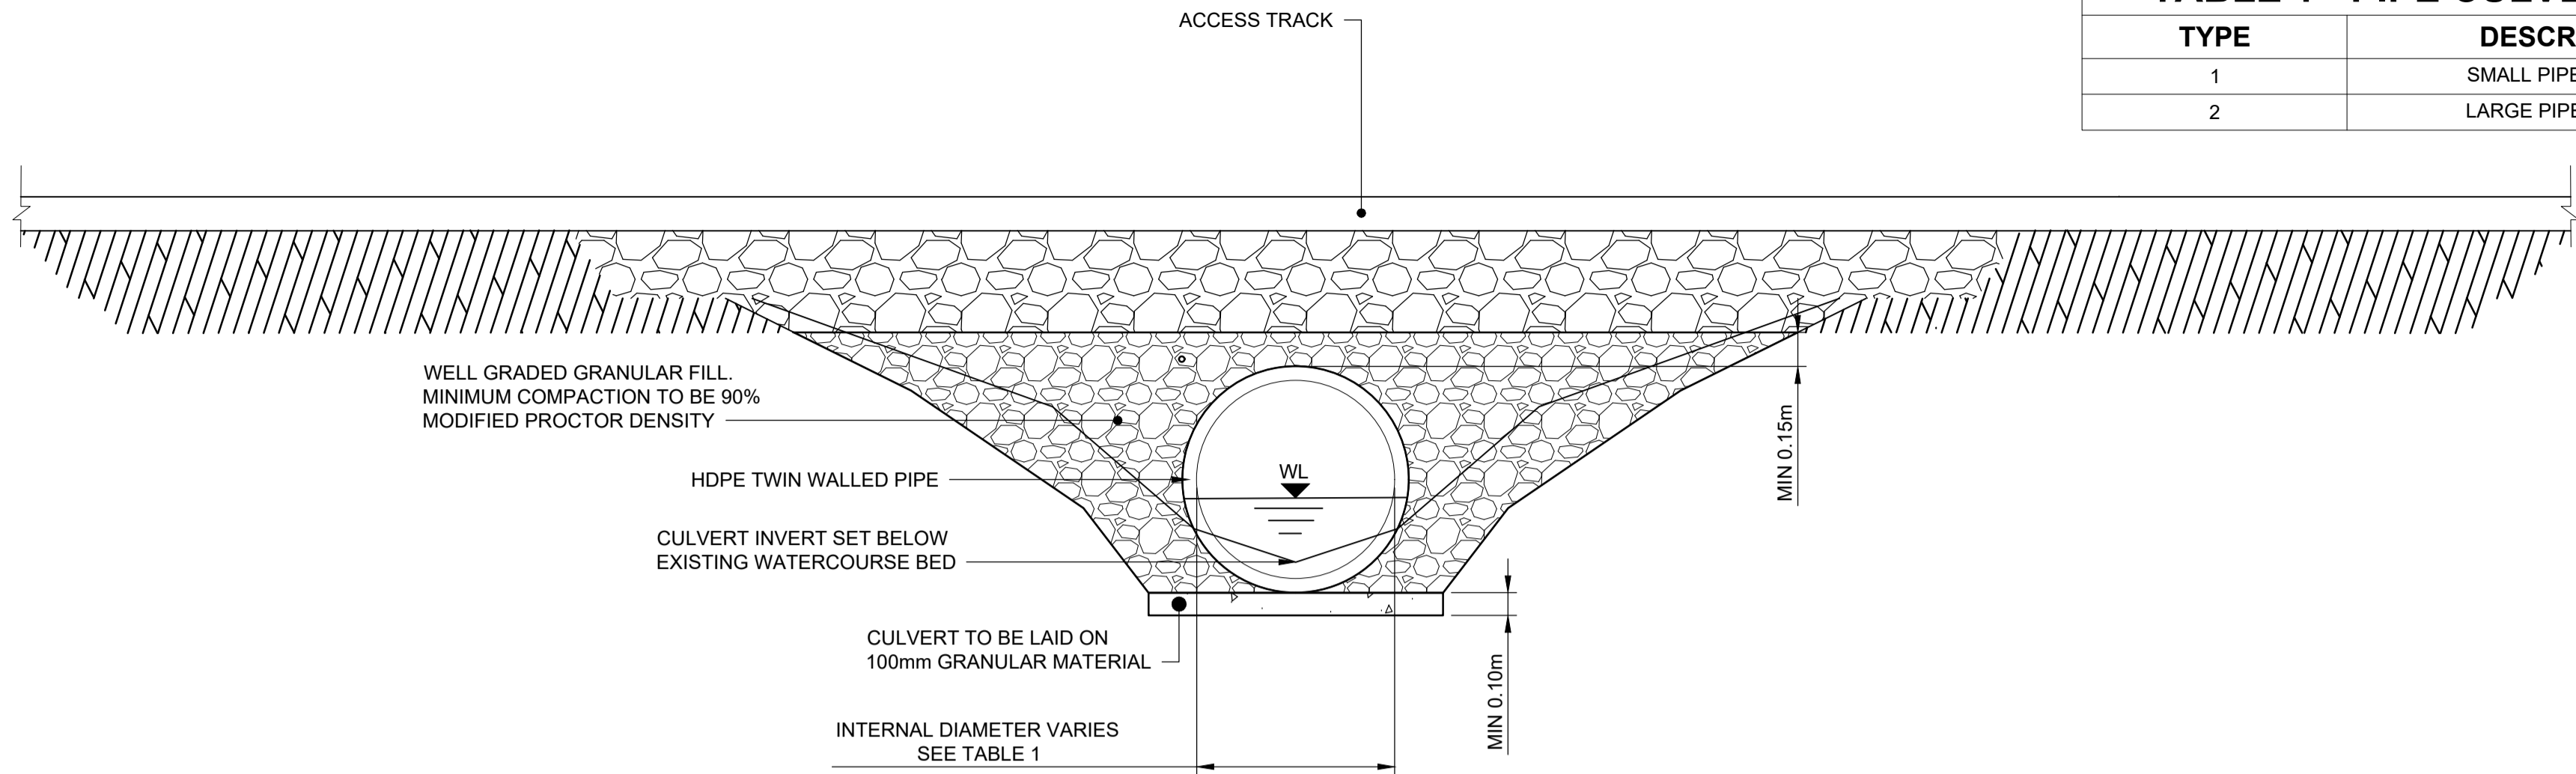 ACCESS TRACK
TYPE
1
SMALL PIPE
2
LARGE PIPE
WELL GRADED GRANULAR FILL.
MINIMUM COMPACTION TO BE 90%
MODIFIED PROCTOR DENSITY
HDPE TWIN WALLED PIPE
WL
CULVERT INVERT SET BELOW
EXISTING WATERCOURSE BED
MIN 0.15m
CULVERT TO BE LAID ON
100mm GRANULAR MATERIAL
MIN 0.10m
INTERNAL DIAMETER VARIES
SEE TABLE 1